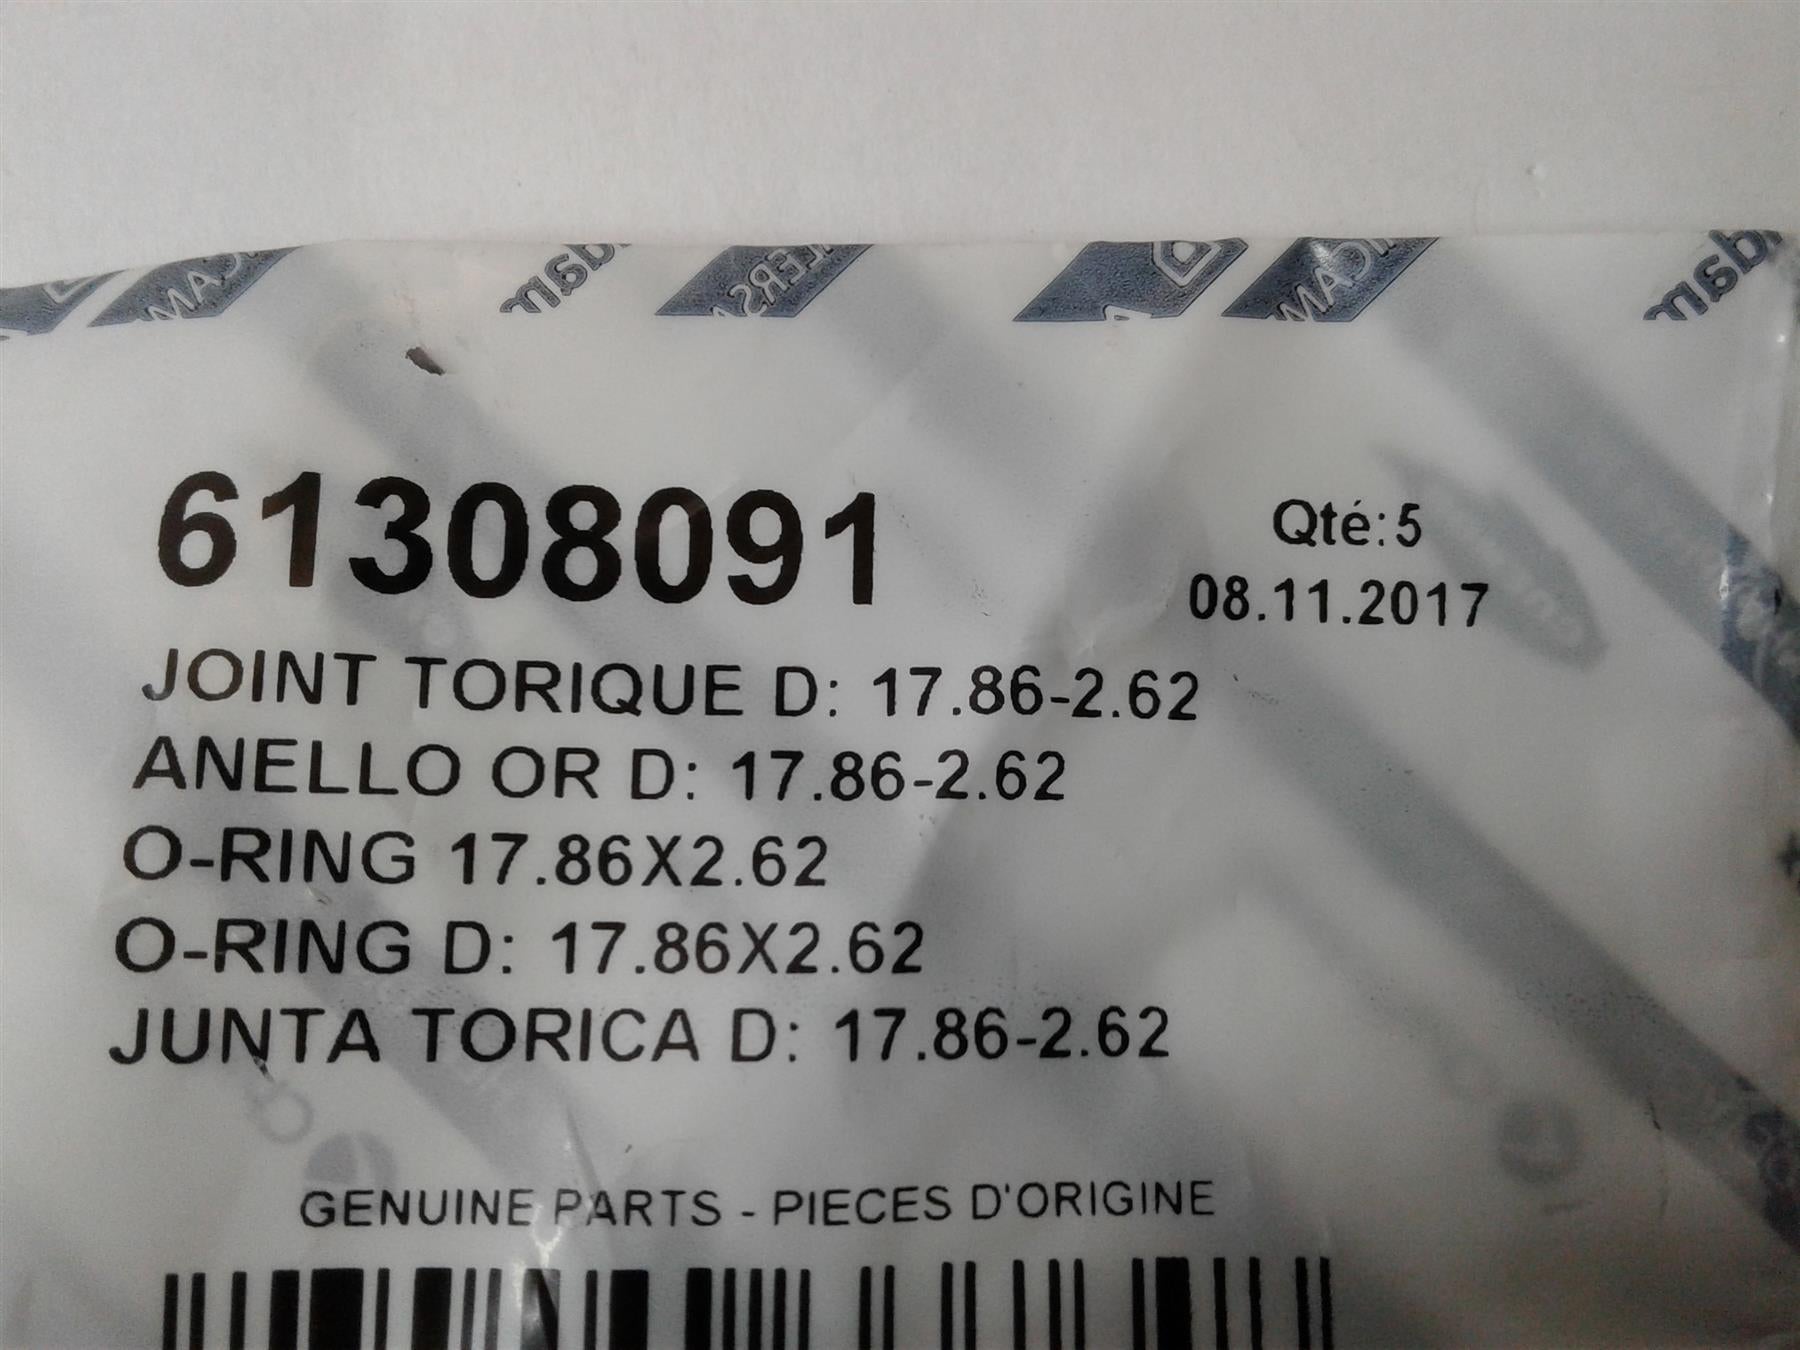 61308091
Qté:5
08.11.2017
JOINT TORIQUE D: 17.86-2.62
ANELLO OR D: 17.86-2.62
O-RING 17.86X2.62
O-RING D: 17.86X2.62
JUNTA TORICA D: 17.86-2.62
GENUINE PARTS - PIECES D'ORIGINE